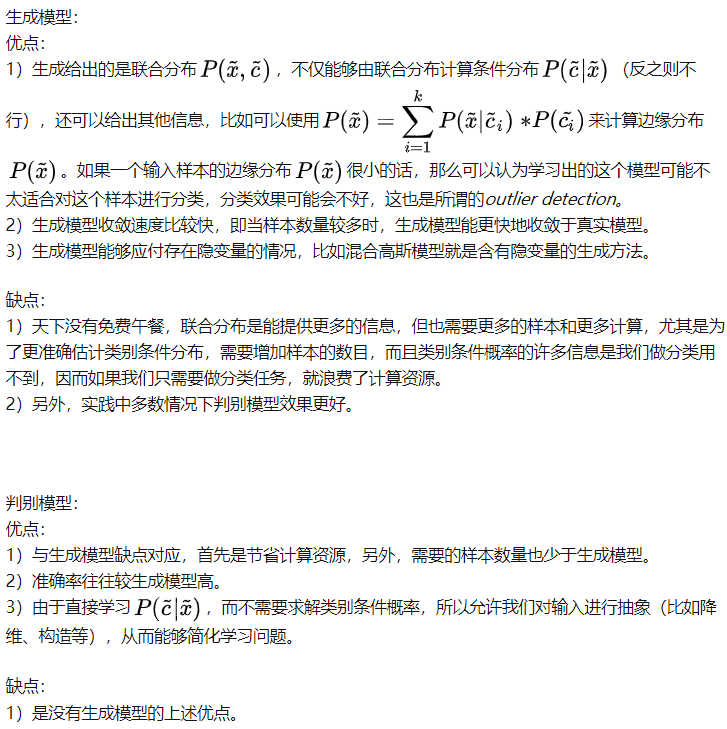 生成模型：
优点：
1）生成给出的是联合分布 $P(\tilde{x},\tilde{c})$ ，不仅能够由联合分布计算条件分布 $P(\tilde{c}|\tilde{x})$ （反之则不
行），还可以给出其他信息，比如可以使用 $P(\tilde{x})=\sum_{i=1}^{k}P(\tilde{x}|\tilde{c}_i)*P(\tilde{c_i})$ 来计算边缘分布
$P(\tilde{x})$ 。如果一个输入样本的边缘分布 $P(\tilde{x})$ 很小的话，那么可以认为学习出的这个模型可能不
太适合对这个样本进行分类，分类效果可能会不好，这也是所谓的outlier detection。
2）生成模型收敛速度比较快，即当样本数量较多时，生成模型能更快地收敛于真实模型。
3）生成模型能够应付存在隐变量的情况，比如混合高斯模型就是含有隐变量的生成方法。
缺点：
1）天下没有免费午餐，联合分布是能提供更多的信息，但也需要更多的样本和更多计算，尤其是为
了更准确估计类别条件分布，需要增加样本的数目，而且类别条件概率的许多信息是我们做分类用
不到，因而如果我们只需要做分类任务，就浪费了计算资源。
2）另外，实践中多数情况下判别模型效果更好。
判别模型：
优点：
1）与生成模型缺点对应，首先是节省计算资源，另外，需要的样本数量也少于生成模型。
2）准确率往往较生成模型高。
3）由于直接学习 $P(\tilde{c}|\tilde{x})$ ，而不需要求解类别条件概率，所以允许我们对输入进行抽象（比如降
维、构造等），从而能够简化学习问题。
缺点：
1）是没有生成模型的上述优点。